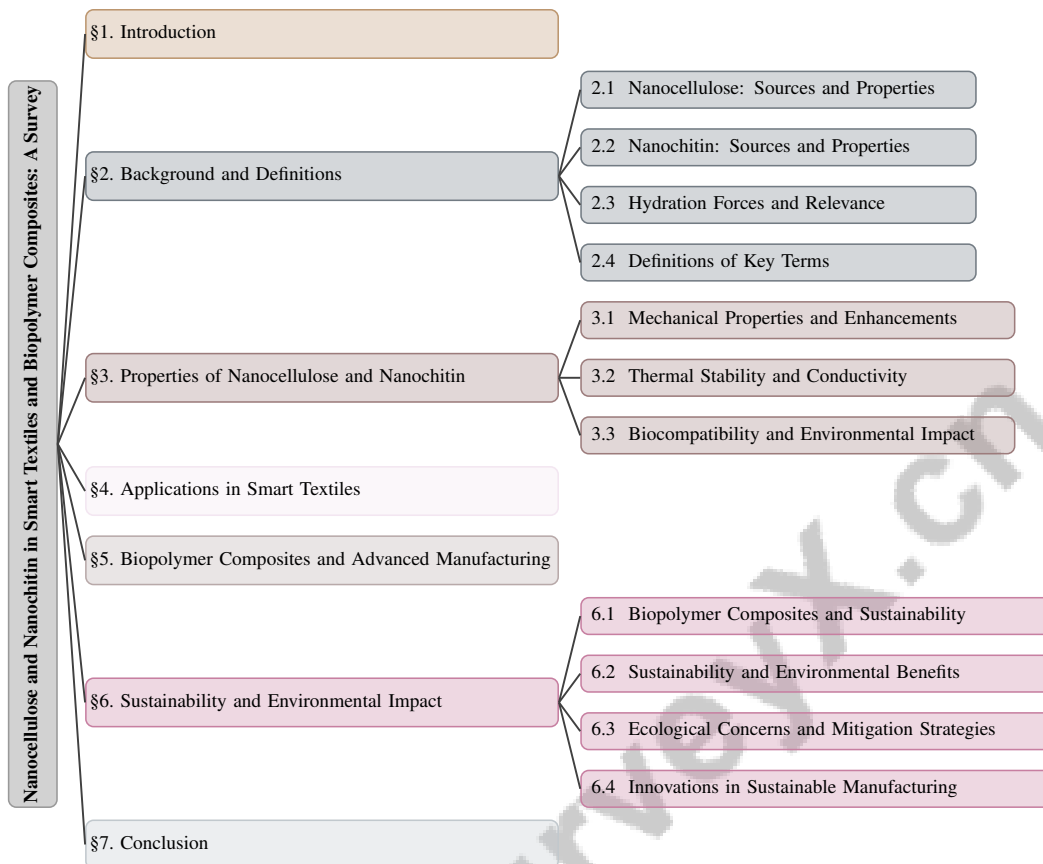 Nanocellulose and Nanochitin in Smart Textiles and Biopolymer Composites: A Survey
§1. Introduction
§2. Background and Definitions
2.1 Nanocellulose: Sources and Properties
2.2 Nanochitin: Sources and Properties
2.3 Hydration Forces and Relevance
2.4 Definitions of Key Terms
§3. Properties of Nanocellulose and Nanochitin
3.1 Mechanical Properties and Enhancements
3.2 Thermal Stability and Conductivity
3.3 Biocompatibility and Environmental Impact
§4. Applications in Smart Textiles
§5. Biopolymer Composites and Advanced Manufacturing
§6. Sustainability and Environmental Impact
6.1 Biopolymer Composites and Sustainability
6.2 Sustainability and Environmental Benefits
6.3 Ecological Concerns and Mitigation Strategies
6.4 Innovations in Sustainable Manufacturing
§7. Conclusion